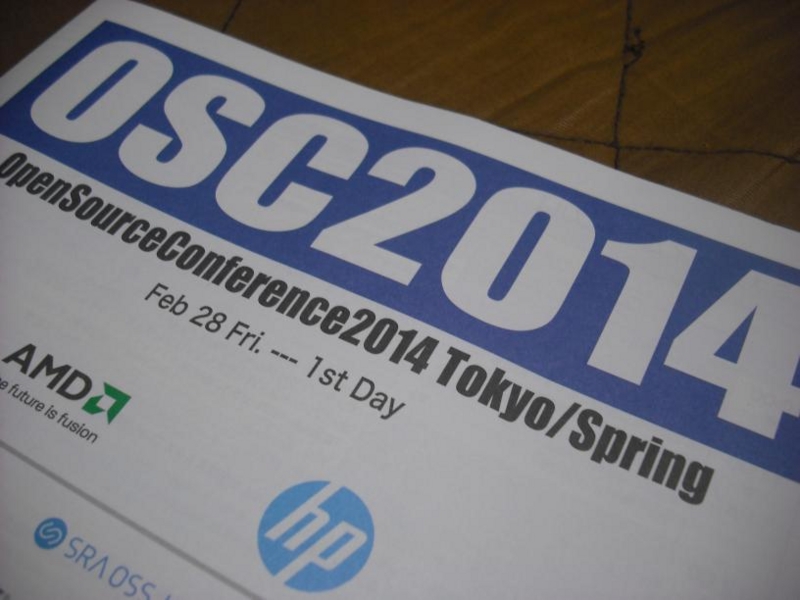 OSC2014
OpenSourceConference2014 Tokyo/Spring
Feb 28 Fri. --- 1st Day
AMD
future is fusion
hp
SRA OSS